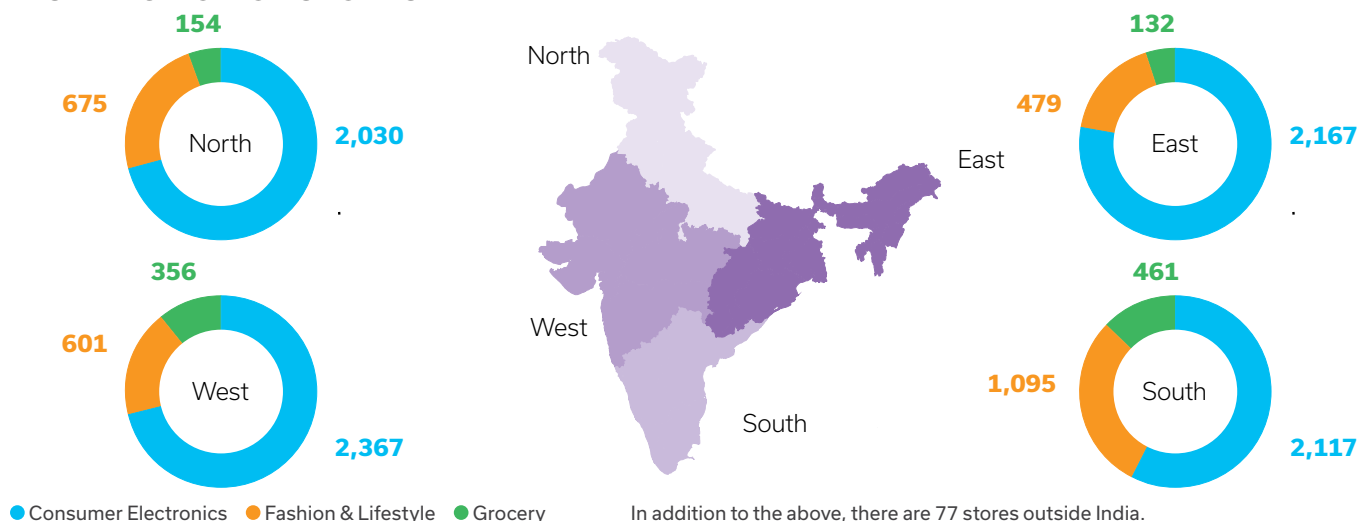 154
675
North
2,030
North
132
479
East
2,167
East
356
601
West
2,367
West
South
461
1,095
South
2,117
Consumer Electronics Fashion & Lifestyle Grocery
In addition to the above, there are 77 stores outside India.